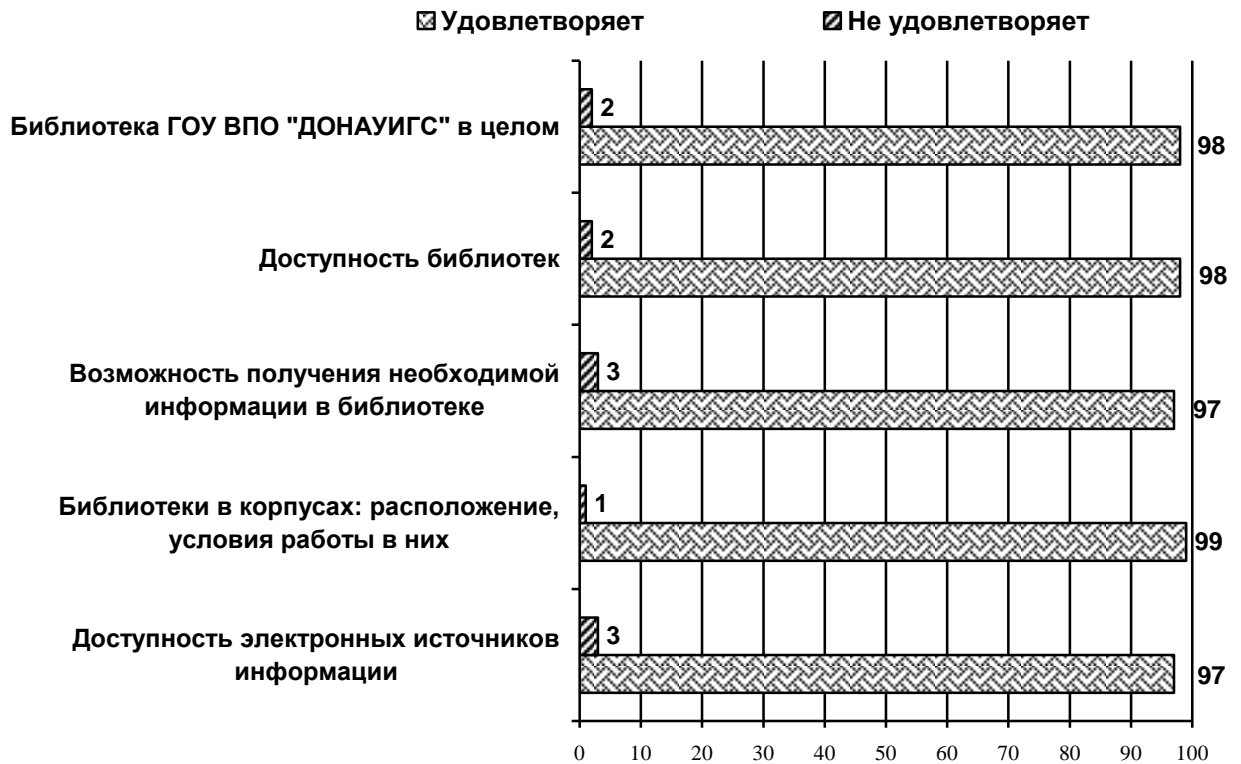 Удовлетворяет
Не удовлетворяет
Библиотека ГОУ ВПО "ДОНАУИГС" в целом
2
98
Доступность библиотек
2
98
Возможность получения необходимой
информации в библиотеке
3
97
Библиотеки в корпусах: расположение,
условия работы в них
1
99
Доступность электронных источников
информации
3
97
0 10 20 30 40 50 60 70 80 90 100